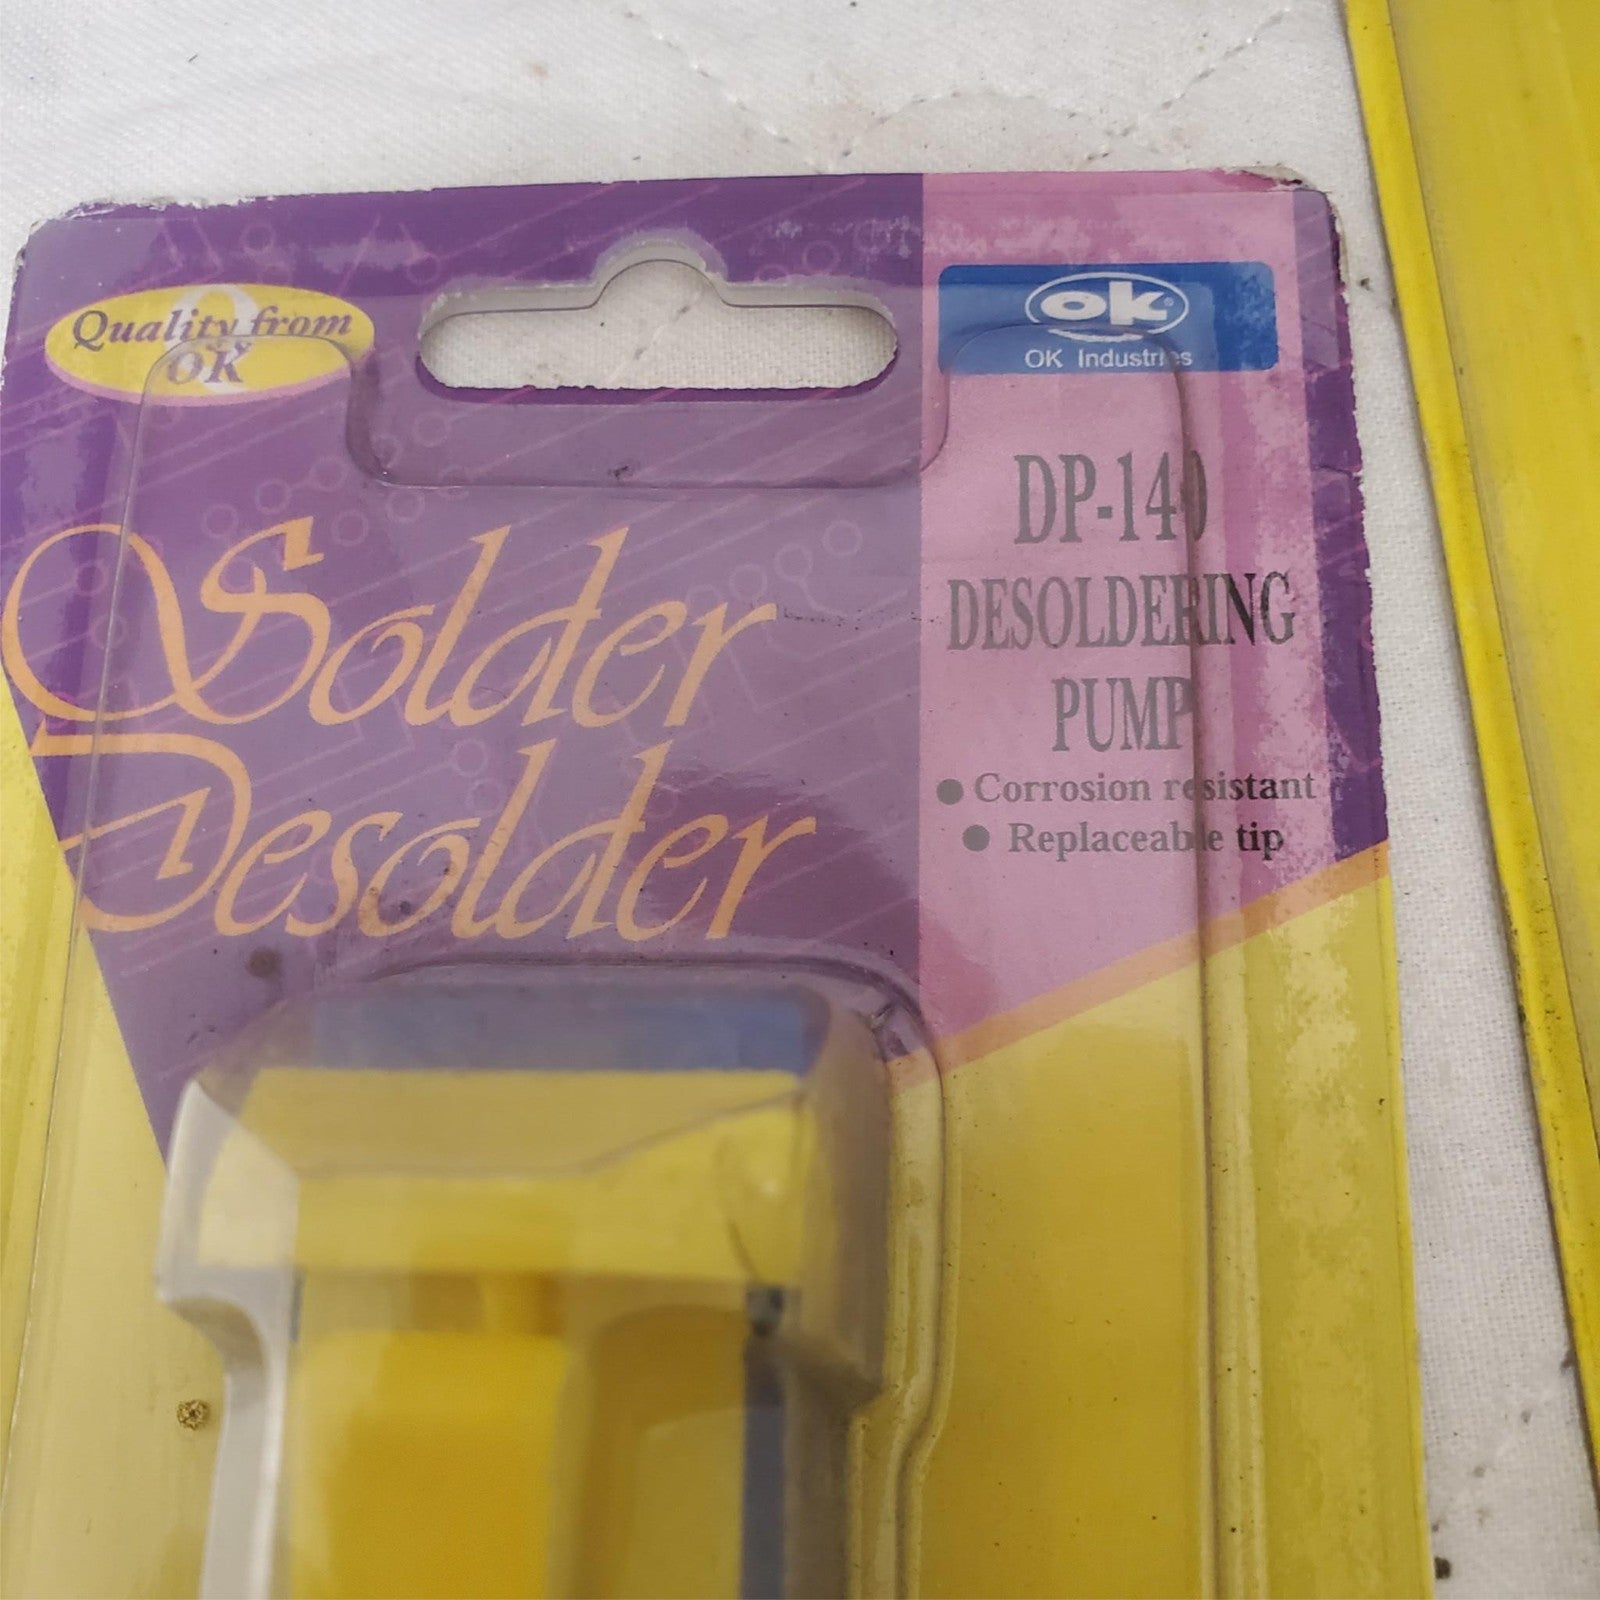 Quality from
OK
ok®
OK Industries
DP-140
DESOLDERING
PUMP
● Corrosion resistant
● Replaceable tip
Solder
Desolder